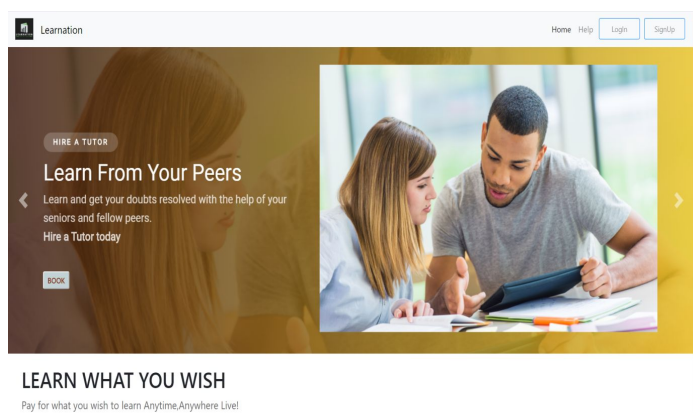 Learnation
Home Help LogIn SignUp
HIRE A TUTOR
Learn From Your Peers
Learn and get your doubts resolved with the help of your
seniors and fellow peers.
Hire a Tutor today
BOOK
LEARN WHAT YOU WISH
Pay for what you wish to learn Anytime,Anywhere Live!